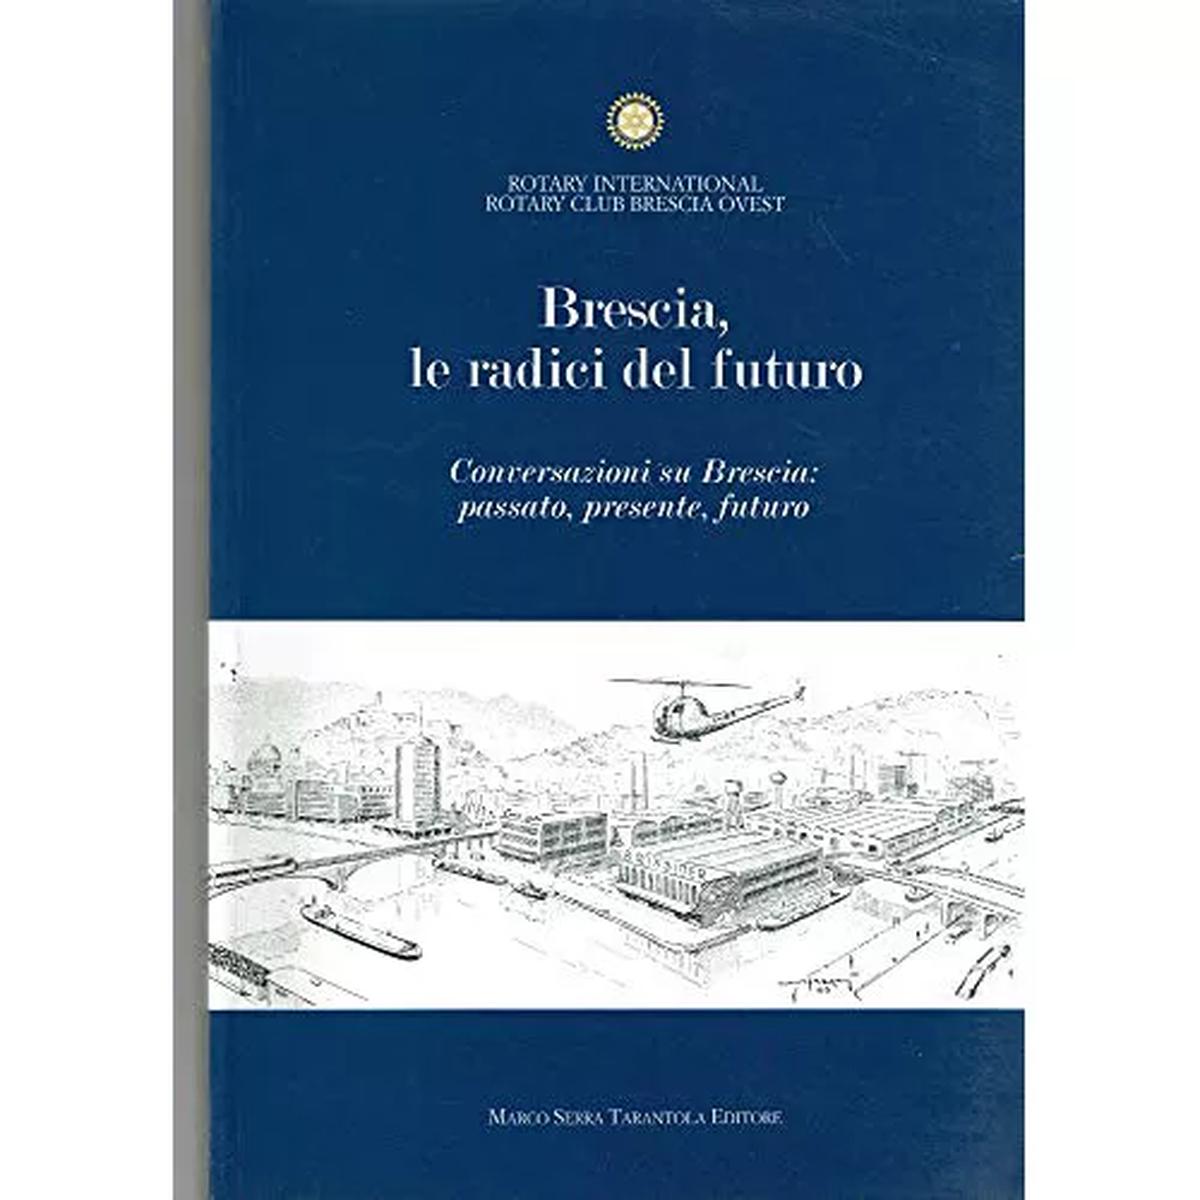 ROTARY INTERNATIONAL
ROTARY CLUB BRESCIA OVEST
Brescia,
le radici del futuro
Conversazioni su Brescia:
passato, presente, futuro
MARCO SERRA TARANTOLA EDITORE